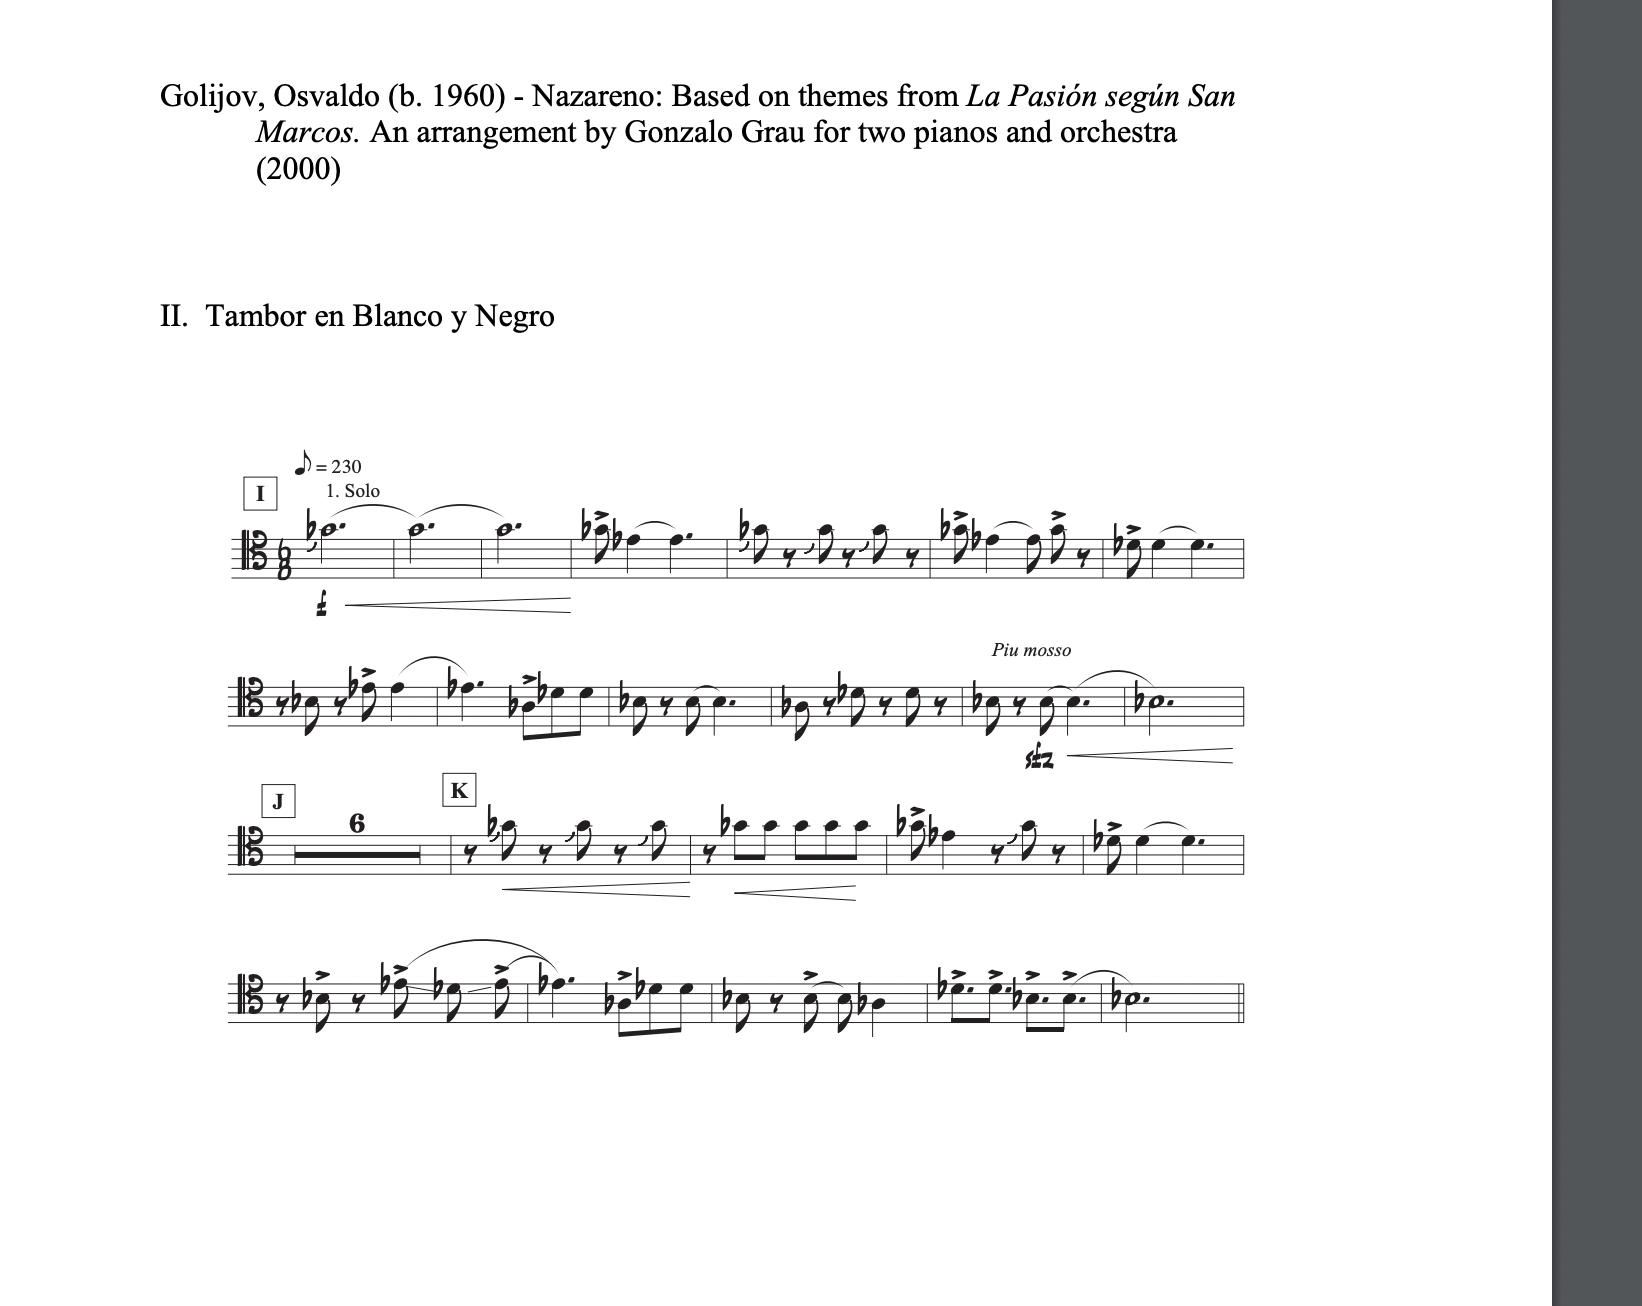 Golijov, Osvaldo (b. 1960) - Nazareno: Based on themes from La Pasión según San
Marcos. An arrangement by Gonzalo Grau for two pianos and orchestra
(2000)
II. Tambor en Blanco y Negro
= 230
I
1. Solo
6
8
f
Piu mosso
sfz
J
6
K